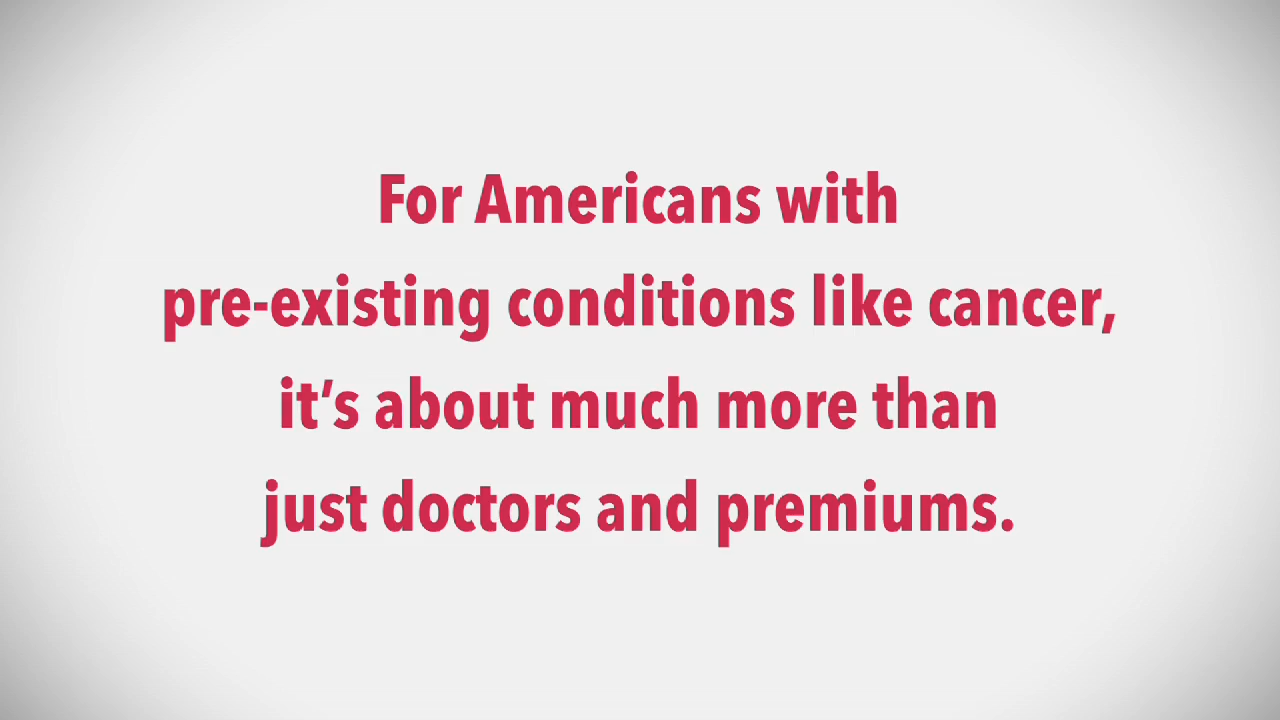 For Americans with
pre-existing conditions like cancer,
it’s about much more than
just doctors and premiums.